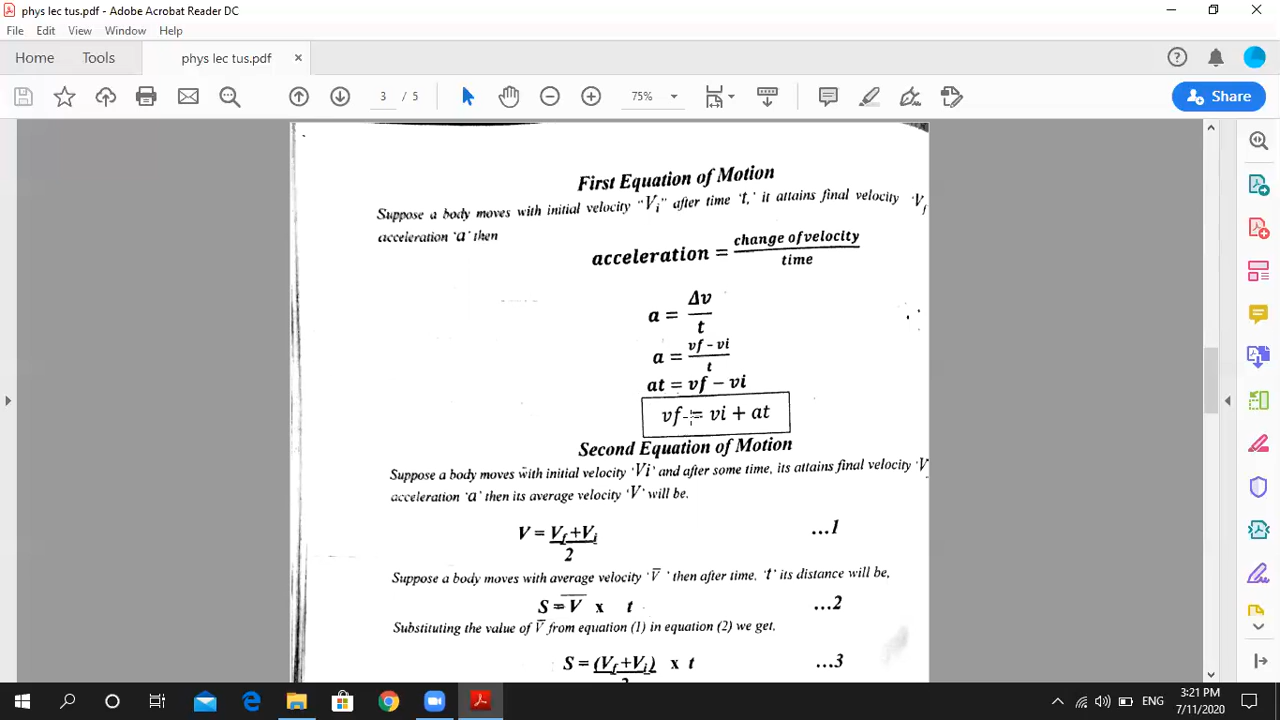 phys lec tus.pdf - Adobe Acrobat Reader DC
File Edit View Window Help
Home Tools phys lec tus.pdf
3 / 5 75% Share
First Equation of Motion
Suppose a body moves with initial velocity "Vi" after time 't,' it attains final velocity 'Vf
acceleration 'a' then
acceleration = change ofvelocity
time
a = Δv
t
a = vf − vi
t
at = vf − vi
vf = vi + at
Second Equation of Motion
Suppose a body moves with initial velocity 'Vi' and after some time, its attains final velocity 'V
acceleration 'a' then its average velocity 'V' will be.
V = Vf +Vi ...1
2
Suppose a body moves with average velocity 'V̅' then after time, 't' its distance will be,
S = V̅ x t ...2
Substituting the value of V̅ from equation (1) in equation (2) we get,
S = (Vf +Vi) x t ...3
ENG
3:21 PM
7/11/2020